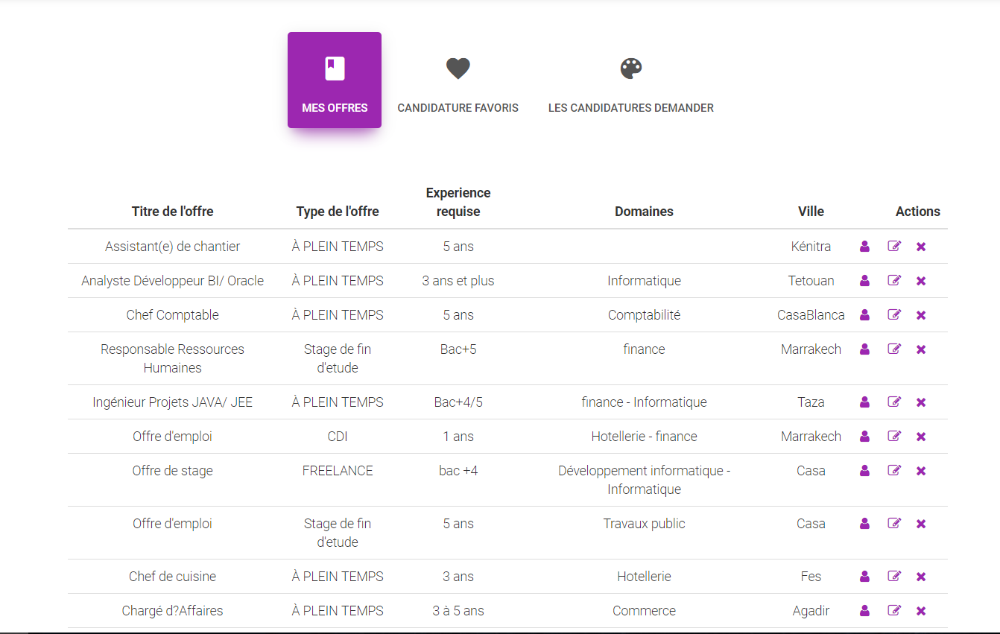 MES OFFRES CANDIDATURE FAVORIS LES CANDIDATURES DEMANDER
Experience
Titre de l'offre Type de l'offre requise Domaines Ville Actions
Assistant(e) de chantier À PLEIN TEMPS 5 ans Kénitra
Analyste Développeur BI/ Oracle À PLEIN TEMPS 3 ans et plus Informatique Tetouan
Chef Comptable À PLEIN TEMPS 5 ans Comptabilité CasaBlanca
Responsable Ressources Stage de fin Bac+5 finance Marrakech
Humaines d'etude
Ingénieur Projets JAVA/ JEE À PLEIN TEMPS Bac+4/5 finance - Informatique Taza
Offre d'emploi CDI 1 ans Hotellerie - finance Marrakech
Offre de stage FREELANCE bac +4 Développement informatique - Casa
Informatique
Offre d'emploi Stage de fin 5 ans Travaux public Casa
d'etude
Chef de cuisine À PLEIN TEMPS 3 ans Hotellerie Fes
Chargé d?Affaires À PLEIN TEMPS 3 à 5 ans Commerce Agadir